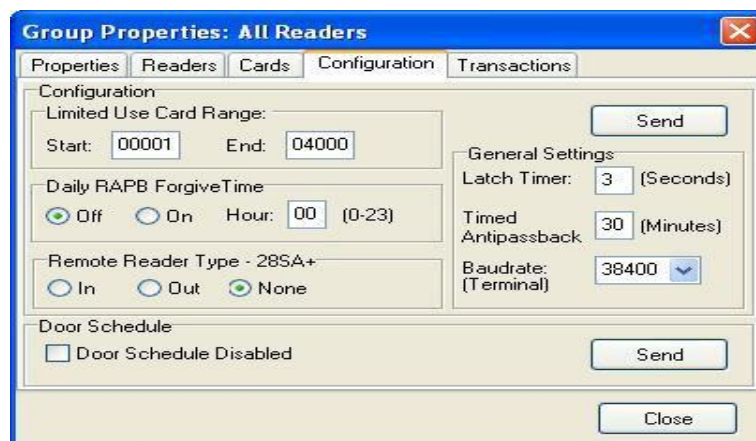 Group Properties: All Readers
Properties Readers Cards Configuration Transactions
Configuration
Limited Use Card Range:
Start: 00001 End: 04000
Send
Daily RAPB ForgiveTime
Off On Hour: 00 (0-23)
Remote Reader Type - 28SA+
In Out None
General Settings
Latch Timer: 3 (Seconds)
Timed
Antipassback 30 (Minutes)
Baudrate: 38400
(Terminal)
Door Schedule
Door Schedule Disabled
Send
Close